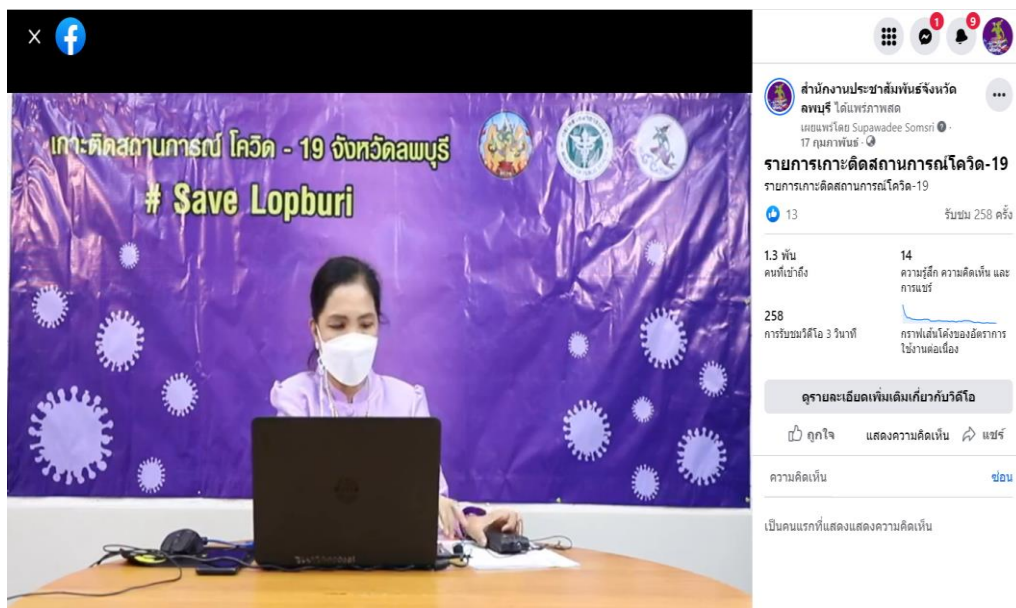 เกาะติดสถานการณ์ โควิด - 19 จังหวัดลพบุรี
# Save Lopburi
1
9
สำนักงานประชาสัมพันธ์จังหวัด
ลพบุรี ได้แพร่ภาพสด
เผยแพร่โดย Supawadee Somsri
17 กุมภาพันธ์
รายการเกาะติดสถานการณ์โควิด-19
รายการเกาะติดสถานการณ์โควิด-19
13 รับชม 258 ครั้ง
1.3 พัน
คนที่เข้าถึง
14
ความรู้สึก ความคิดเห็น และ
การแชร์
258
การรับชมวิดีโอ 3 วินาที
กราฟเส้นโค้งของอัตราการ
ใช้งานต่อเนื่อง
ดูรายละเอียดเพิ่มเติมเกี่ยวกับวิดีโอ
ถูกใจ แสดงความคิดเห็น แชร์
ความคิดเห็น ซ่อน
เป็นคนแรกที่แสดงแสดงความคิดเห็น